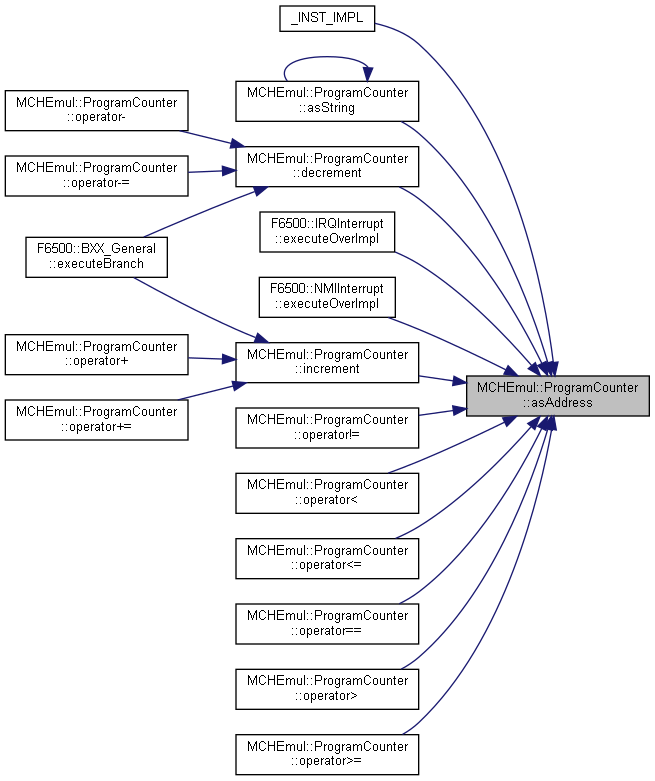 _INST_IMPL
MCHEmul::ProgramCounter
::asString
MCHEmul::ProgramCounter
::operator-
MCHEmul::ProgramCounter
::decrement
MCHEmul::ProgramCounter
::operator-=
F6500::IRQInterrupt
::executeOverImpl
F6500::BXX_General
::executeBranch
F6500::NMIInterrupt
::executeOverImpl
MCHEmul::ProgramCounter
::operator+
MCHEmul::ProgramCounter
::increment
MCHEmul::ProgramCounter
::asAddress
MCHEmul::ProgramCounter
::operator+=
MCHEmul::ProgramCounter
::operator!=
MCHEmul::ProgramCounter
::operator<
MCHEmul::ProgramCounter
::operator<=
MCHEmul::ProgramCounter
::operator==
MCHEmul::ProgramCounter
::operator>
MCHEmul::ProgramCounter
::operator>=